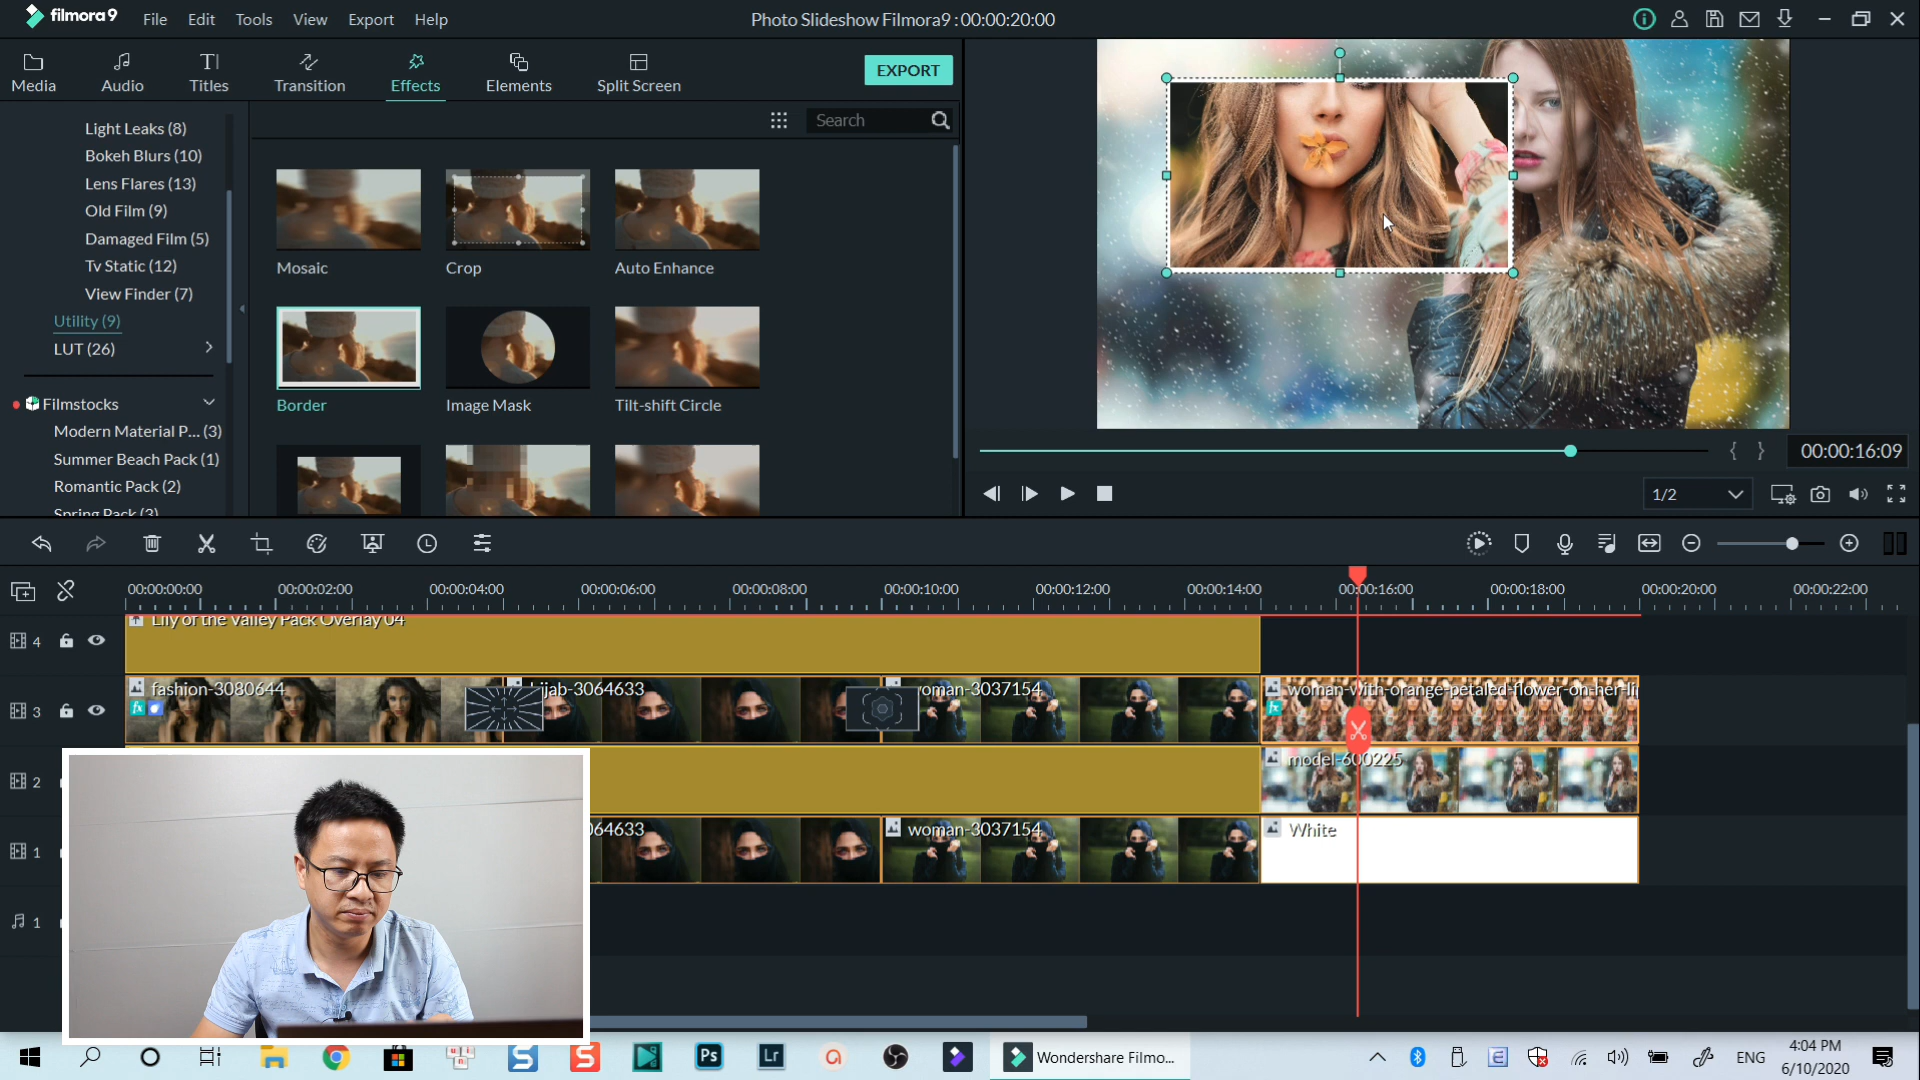 filmora9 File Edit Tools View Export Help
Photo Slideshow Filmora9 : 00:00:20:00
Media Audio Titles Transition Effects Elements Split Screen
EXPORT
Light Leaks (8)
Bokeh Blurs (10)
Lens Flares (13)
Old Film (9)
Damaged Film (5)
Tv Static (12)
View Finder (7)
Utility (9)
LUT (26)
Filmstocks
Modern Material P... (3)
Summer Beach Pack (1)
Romantic Pack (2)
Spring Pack (3)
Search
Mosaic
Crop
Auto Enhance
Border
Image Mask
Tilt-shift Circle
00:00:16:09
1/2
00:00:00:00 00:00:02:00 00:00:04:00 00:00:06:00 00:00:08:00 00:00:10:00 00:00:12:00 00:00:14:00 00:00:16:00 00:00:18:00 00:00:20:00 00:00:22:00
4
Lily of the Valley Pack Overlay 04
3
fashion-3080644
hijab-3064633
woman-3037154
woman-with-orange-petaled-flower-on-her-li
fx
fx
2
model-600225
1
064633
woman-3037154
White
1
Ps
Lr
Wondershare Filmo...
ENG
4:04 PM
6/10/2020